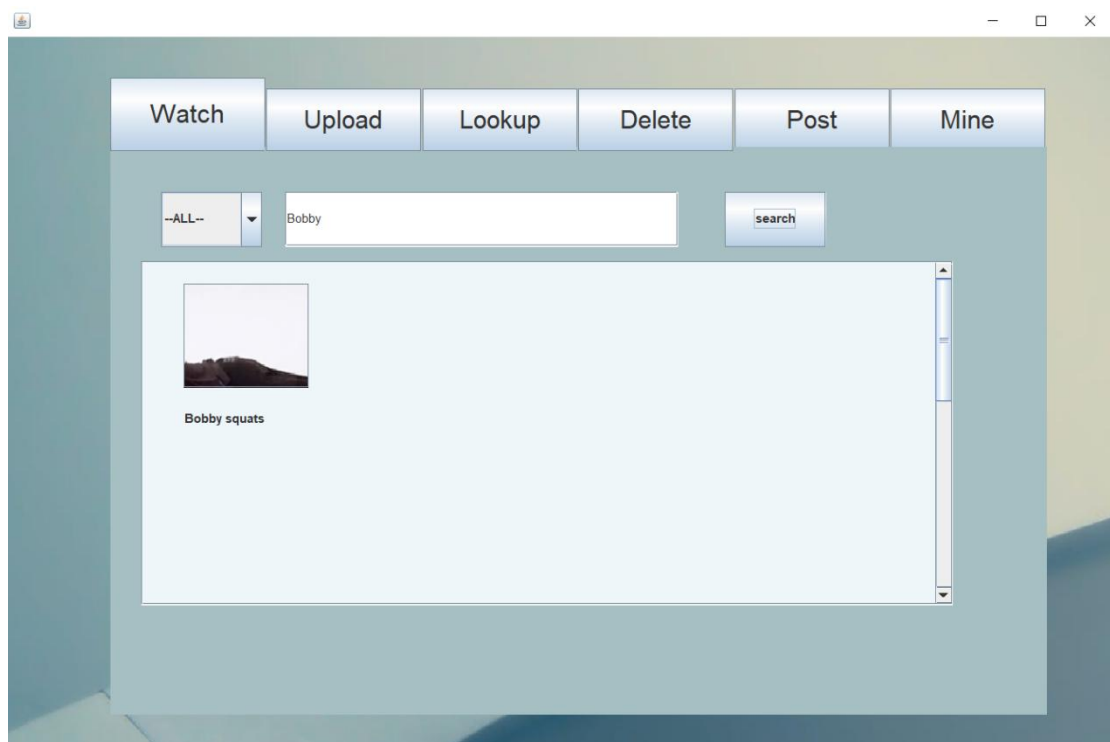 Watch
Upload
Lookup
Delete
Post
Mine
--ALL--
Bobby
search
Bobby squats